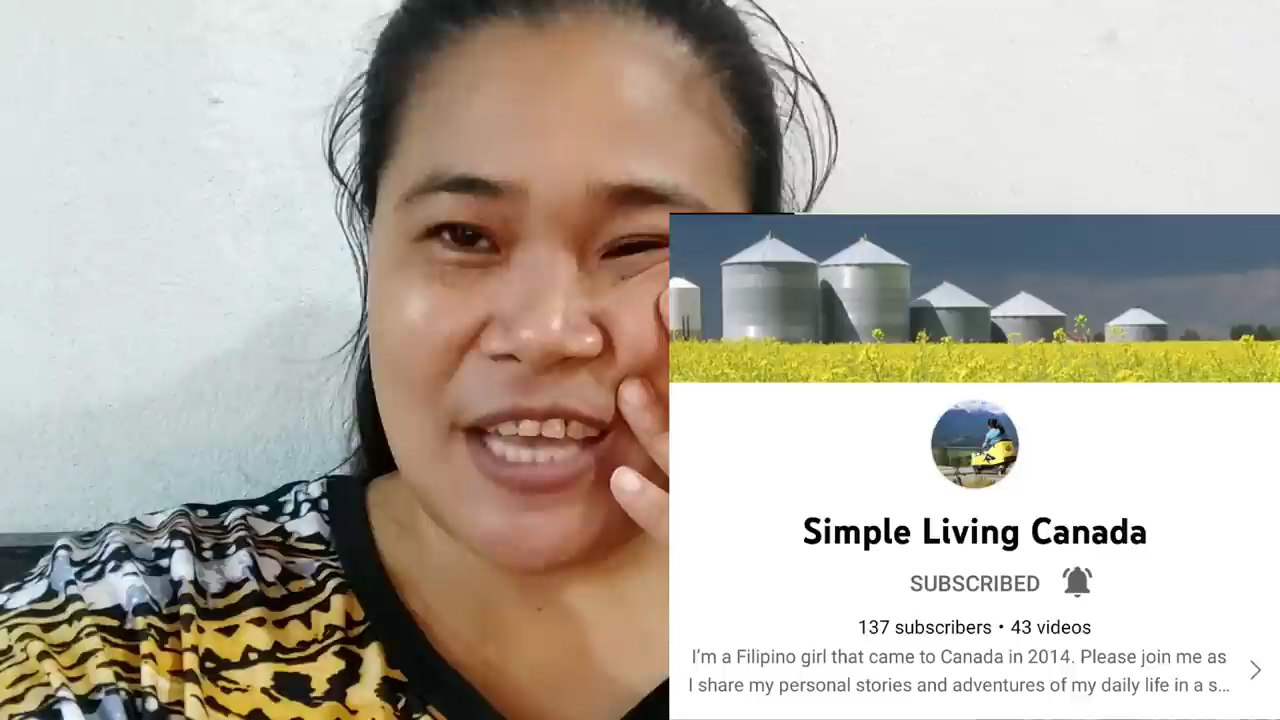 Simple Living Canada
SUBSCRIBED
137 subscribers • 43 videos
I'm a Filipino girl that came to Canada in 2014. Please join me as
I share my personal stories and adventures of my daily life in a s...